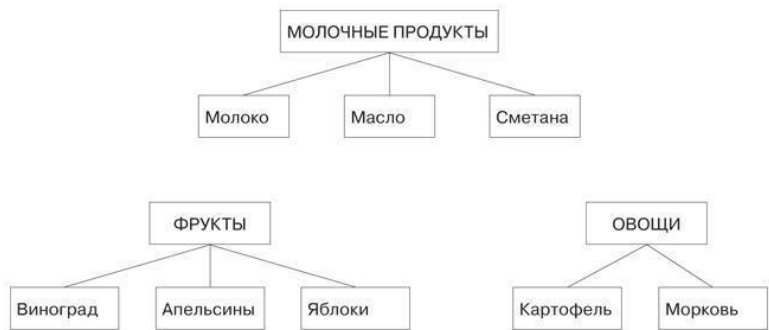 МОЛОЧНЫЕ ПРОДУКТЫ
Молоко
Масло
Сметана
ФРУКТЫ
ОВОЩИ
Виноград
Апельсины
Яблоки
Картофель
Морковь